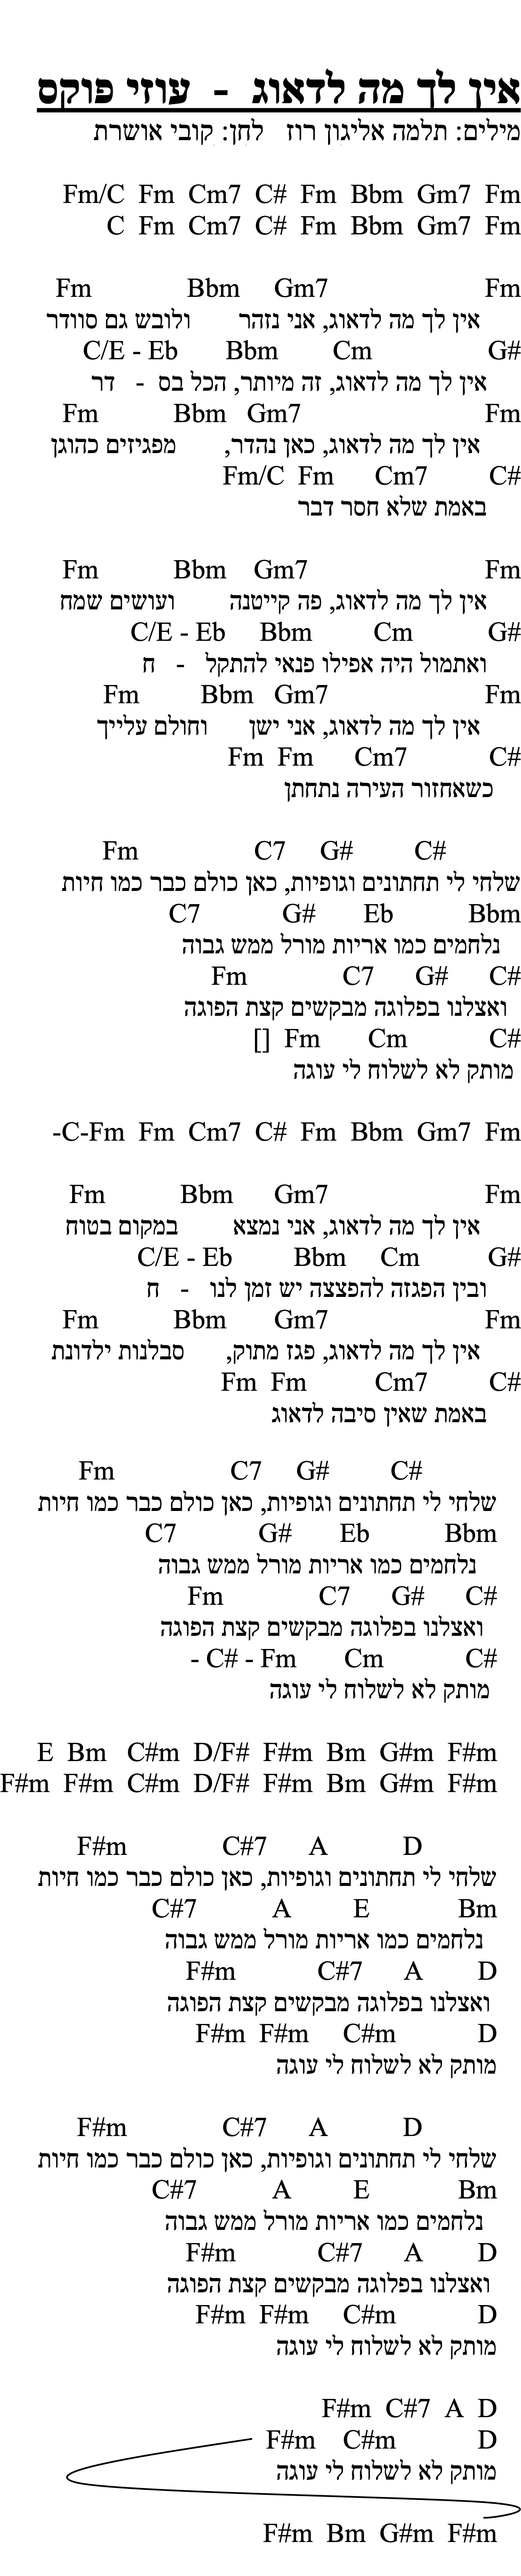 אין לך מה לדאוג - עוזי פוקס
מילים: תלמה אליגון רוז לחן: קובי אושרת
Fm/C Fm Cm7 C# Fm Bbm Gm7 Fm
C Fm Cm7 C# Fm Bbm Gm7 Fm
Fm Bbm Gm7 Fm
אין לך מה לדאוג, אני נזהר ולובש גם סוודר
C/E - Eb Bbm Cm G#
אין לך מה לדאוג, זה מיותר, הכל בס - דר
Fm Bbm Gm7 Fm
אין לך מה לדאוג, כאן נהדר, מפגיזים כהוגן
Fm/C Fm Cm7 C#
באמת שלא חסר דבר
Fm Bbm Gm7 Fm
אין לך מה לדאוג, פה קייטנה ועושים שמח
C/E - Eb Bbm Cm G#
ואתמול היה אפילו פנאי להתקל - ח
Fm Bbm Gm7 Fm
אין לך מה לדאוג, אני ישן וחולם עלייך
Fm Fm Cm7 C#
כשאחזור העירה נתחתן
Fm C7 G# C#
שלחי לי תחתונים וגופיות, כאן כולם כבר כמו חיות
C7 G# Eb Bbm
נלחמים כמו אריות מורל ממש גבוה
Fm C7 G# C#
ואצלנו בפלוגה מבקשים קצת הפוגה
[] Fm Cm C#
מותק לא לשלוח לי עוגה
-C-Fm Fm Cm7 C# Fm Bbm Gm7 Fm
Fm Bbm Gm7 Fm
אין לך מה לדאוג, אני נמצא במקום בטוח
C/E - Eb Bbm Cm G#
ובין הפגזה להפצצה יש זמן לנו - ח
Fm Bbm Gm7 Fm
אין לך מה לדאוג, פגז מתוק, סבלנות ילדונת
Fm Fm Cm7 C#
באמת שאין סיבה לדאוג
Fm C7 G# C#
שלחי לי תחתונים וגופיות, כאן כולם כבר כמו חיות
C7 G# Eb Bbm
נלחמים כמו אריות מורל ממש גבוה
Fm C7 G# C#
ואצלנו בפלוגה מבקשים קצת הפוגה
- C# - Fm Cm C#
מותק לא לשלוח לי עוגה
E Bm C#m D/F# F#m Bm G#m F#m
F#m F#m C#m D/F# F#m Bm G#m F#m
F#m C#7 A D
שלחי לי תחתונים וגופיות, כאן כולם כבר כמו חיות
C#7 A E Bm
נלחמים כמו אריות מורל ממש גבוה
F#m C#7 A D
ואצלנו בפלוגה מבקשים קצת הפוגה
F#m F#m C#m D
מותק לא לשלוח לי עוגה
F#m C#7 A D
שלחי לי תחתונים וגופיות, כאן כולם כבר כמו חיות
C#7 A E Bm
נלחמים כמו אריות מורל ממש גבוה
F#m C#7 A D
ואצלנו בפלוגה מבקשים קצת הפוגה
F#m F#m C#m D
מותק לא לשלוח לי עוגה
F#m C#7 A D
F#m C#m D
מותק לא לשלוח לי עוגה
F#m Bm G#m F#m